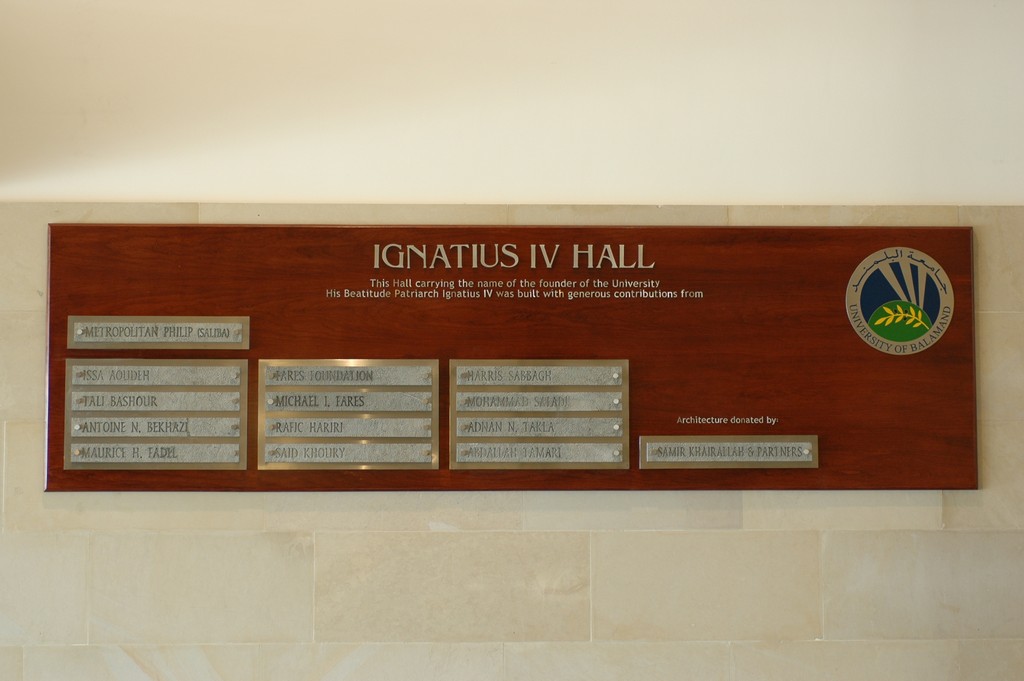 IGNATIUS IV HALL
This Hall carrying the name of the founder of the University
His Beatitude Patriarch Ignatius IV was built with generous contributions from
جامعة البلمند
UNIVERSITY OF BALAMAND
METROPOLITAN PHILIP (SALIBA)
ISSA AOUDEH
TALI BASHOUR
ANTOINE N. BEKHAZI
MAURICE H. FADEL
FARES FOUNDATION
MICHAEL I. FARES
RAFIC HARIRI
SAID KHOURY
HARRIS SABBAGH
MOHAMMAD SAFADI
ADNAN N. TAKLA
ABDALLAH TAMARI
Architecture donated by:
SAMIR KHAIRALLAH & PARTNERS